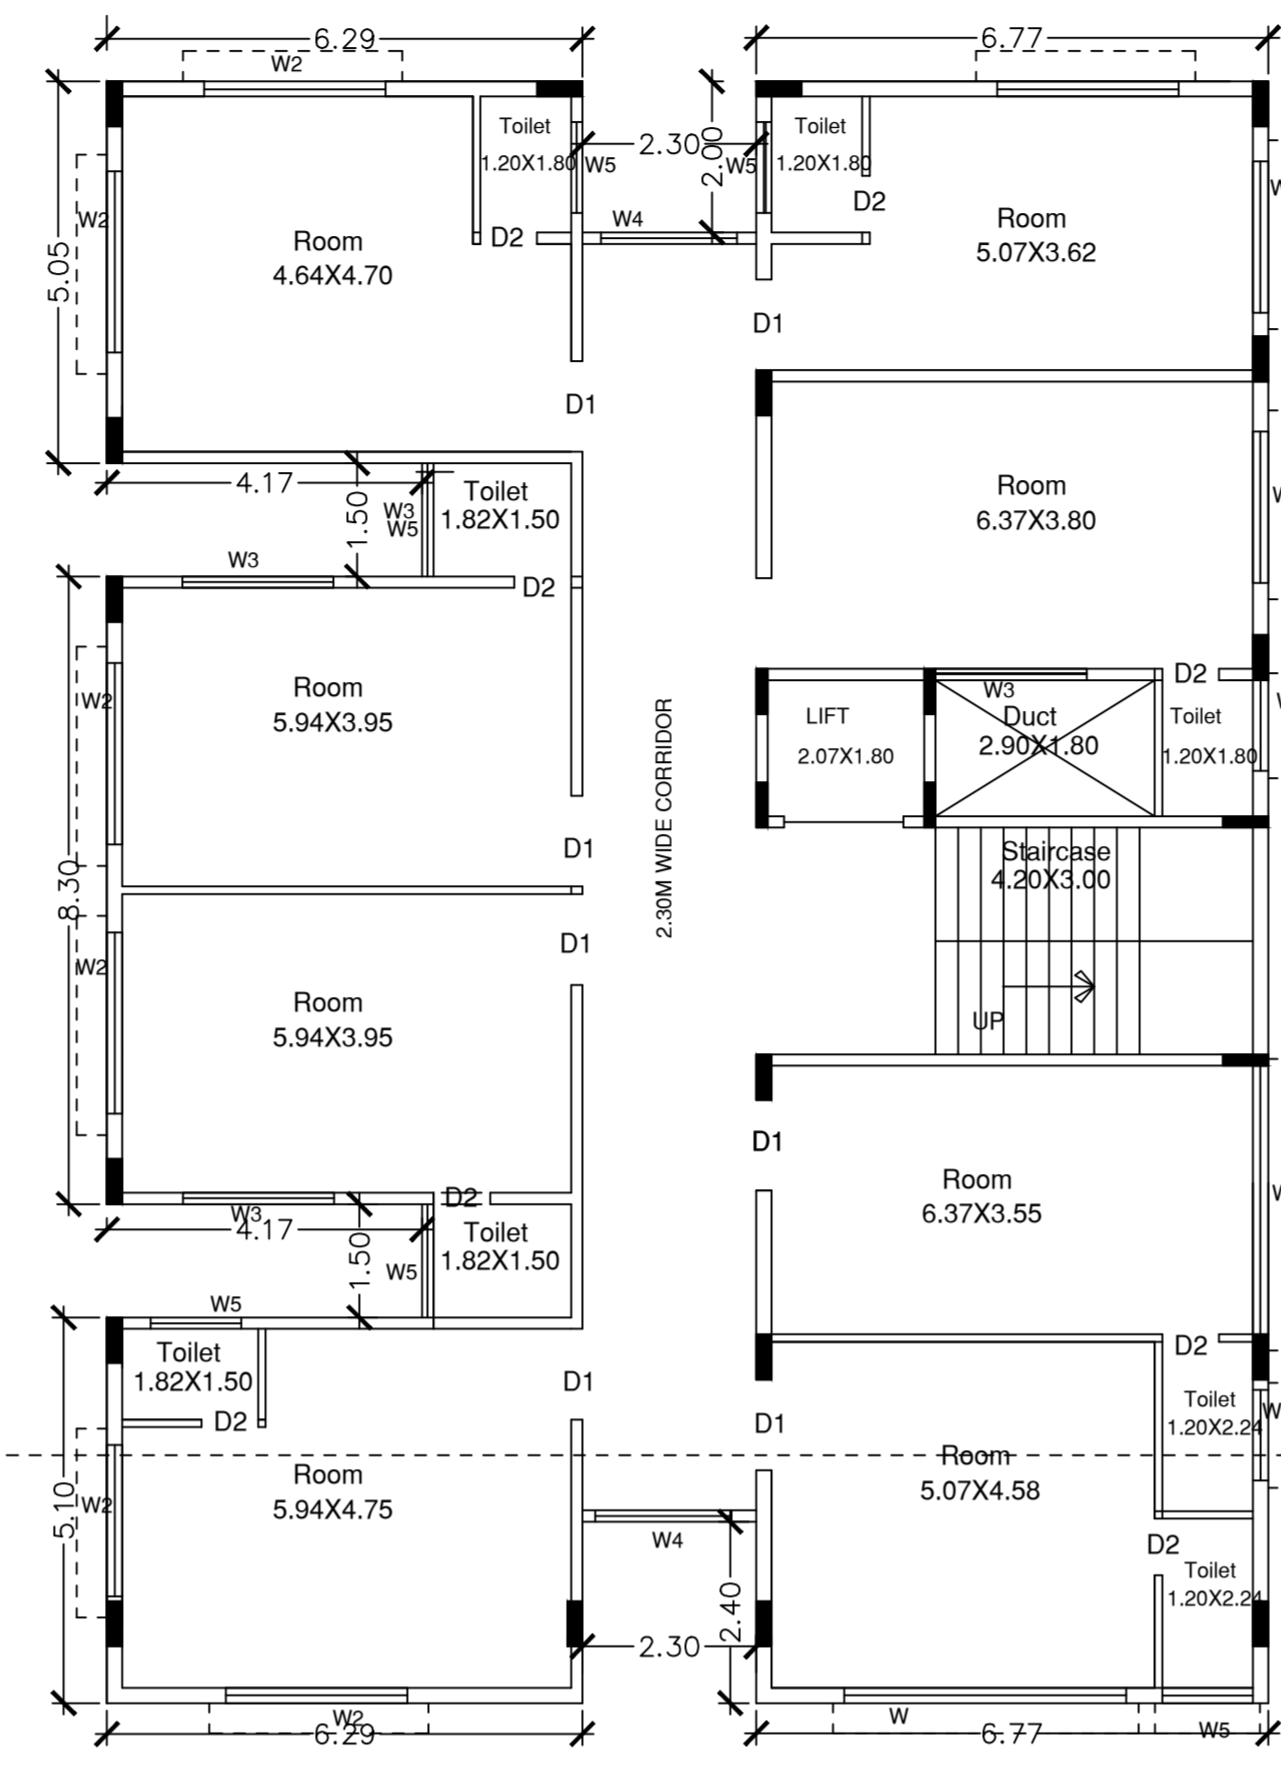 6.29
6.77
W2
Toilet
1.20X1.80
W5
2.30
2.00
W5
Toilet
1.20X1.80
D2
W4
D2
W2
Room
4.64X4.70
5.05
Room
5.07X3.62
W
D1
D1
4.17
1.50
W3
W5
Toilet
1.82X1.50
W3
D2
Room
6.37X3.80
W
Room
5.94X3.95
W2
8.30
2.30M WIDE CORRIDOR
D2
LIFT
2.07X1.80
W3
Duct
2.90X1.80
Toilet
1.20X1.80
W
D1
Staircase
4.20X3.00
UP
D1
W2
Room
5.94X3.95
D2
W3
4.17
1.50
W5
Toilet
1.82X1.50
D1
Room
6.37X3.55
W
W5
Toilet
1.82X1.50
D2
D1
D2
Toilet
1.20X2.24
W
D1
Room
5.94X4.75
W2
5.10
Room
5.07X4.58
W4
D2
Toilet
1.20X2.24
2.40
2.30
W2
6.29
W
6.77
W5